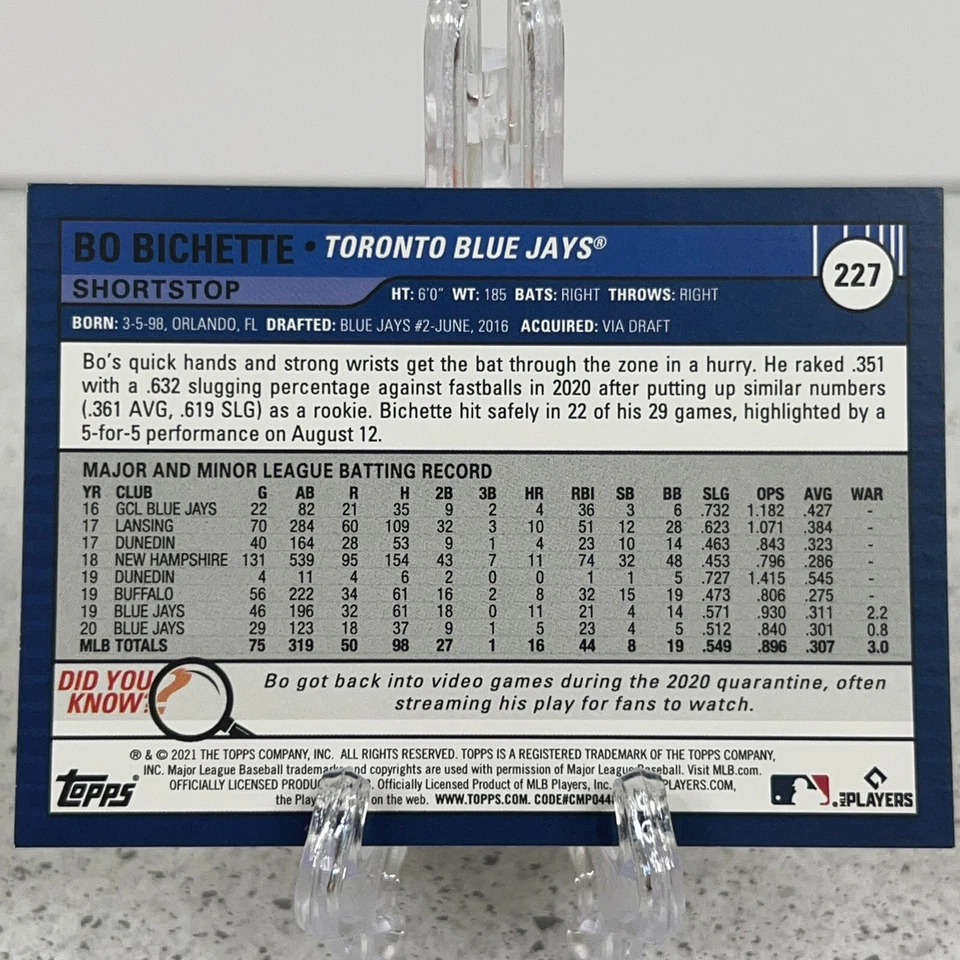 BO BICHETTE • TORONTO BLUE JAYS®
227
SHORTSTOP
HT: 6'0" WT: 185 BATS: RIGHT THROWS: RIGHT
BORN: 3-5-98, ORLANDO, FL DRAFTED: BLUE JAYS #2-JUNE, 2016 ACQUIRED: VIA DRAFT
Bo's quick hands and strong wrists get the bat through the zone in a hurry. He raked .351
with a .632 slugging percentage against fastballs in 2020 after putting up similar numbers
(.361 AVG, .619 SLG) as a rookie. Bichette hit safely in 22 of his 29 games, highlighted by a
5-for-5 performance on August 12.
MAJOR AND MINOR LEAGUE BATTING RECORD
YR CLUB G AB R H 2B 3B HR RBI SB BB SLG OPS AVG WAR
16 GCL BLUE JAYS 22 82 21 35 9 2 4 36 3 6 .732 1.182 .427 -
17 LANSING 70 284 60 109 32 3 10 51 12 28 .623 1.071 .384 -
17 DUNEDIN 40 164 28 53 9 1 4 23 10 14 .463 .843 .323 -
18 NEW HAMPSHIRE 131 539 95 154 43 7 11 74 32 48 .453 .796 .286 -
19 DUNEDIN 4 11 4 6 2 0 0 1 1 5 .727 1.415 .545 -
19 BUFFALO 56 222 34 61 16 2 8 32 15 19 .473 .806 .275 -
19 BLUE JAYS 46 196 32 61 18 0 11 21 4 14 .571 .930 .311 2.2
20 BLUE JAYS 29 123 18 37 9 1 5 23 4 5 .512 .840 .301 0.8
MLB TOTALS 75 319 50 98 27 1 16 44 8 19 .549 .896 .307 3.0
DID YOU
KNOW?
Bo got back into video games during the 2020 quarantine, often
streaming his play for fans to watch.
® & © 2021 THE TOPPS COMPANY, INC. ALL RIGHTS RESERVED. TOPPS IS A REGISTERED TRADEMARK OF THE TOPPS COMPANY,
INC. Major League Baseball trademarks and copyrights are used with permission of Major League Baseball. Visit MLB.com.
OFFICIALLY LICENSED Officially Licensed Product of MLB Players, Inc.
the on the web. WWW.TOPPS.COM.
TOPPS®
MLB PLAYERS